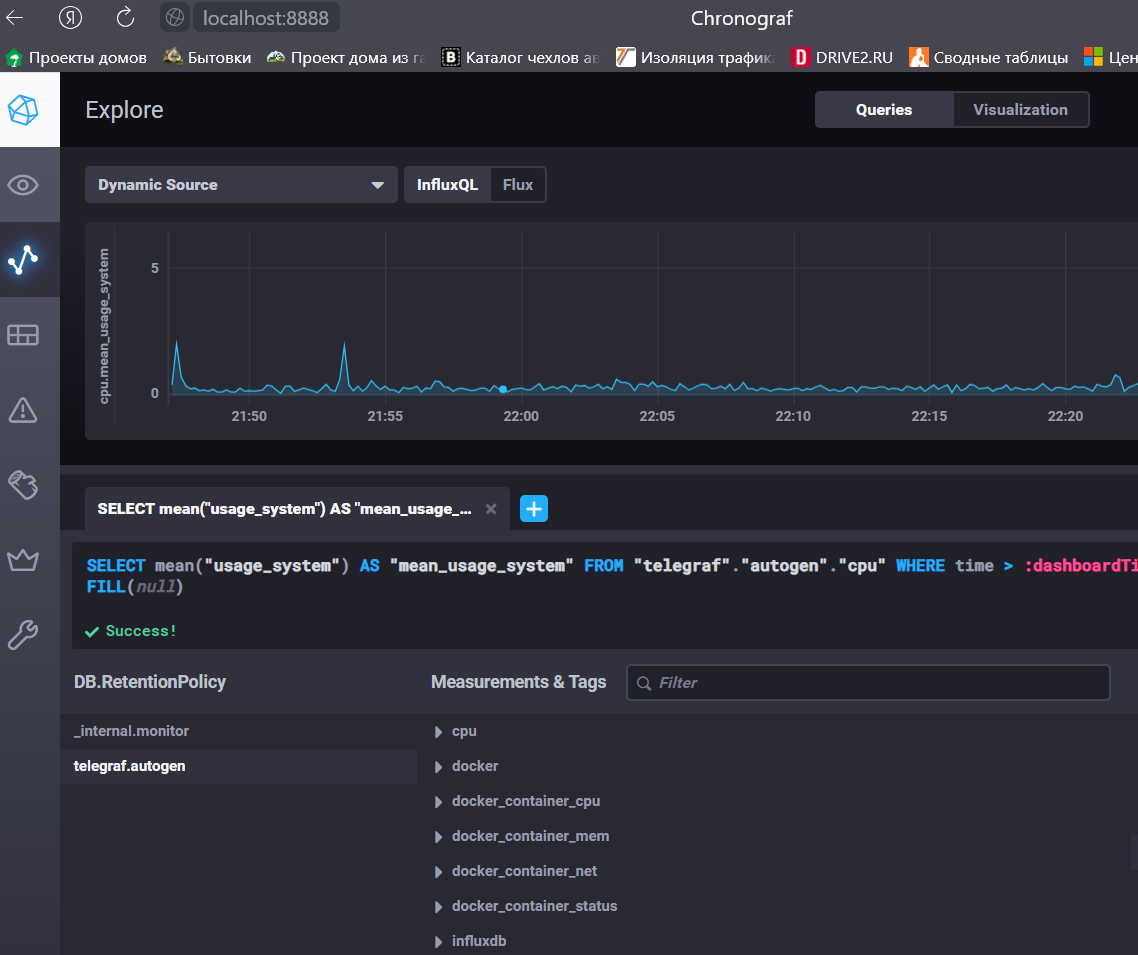 Я localhost:8888 Chronograf
Проекты домов Бытовки Проект дома из га B Каталог чехлов ав Изоляция трафика D DRIVE2.RU Сводные таблицы Цен
Explore Queries Visualization
Dynamic Source InfluxQL Flux
cpu.mean_usage_system
5
0
21:50 21:55 22:00 22:05 22:10 22:15 22:20
SELECT mean("usage_system") AS "mean_usage_... × +
SELECT mean("usage_system") AS "mean_usage_system" FROM "telegraf"."autogen"."cpu" WHERE time > :dashboardTi
FILL(null)
Success!
DB.RetentionPolicy Measurements & Tags Filter
_internal.monitor cpu
telegraf.autogen docker
docker_container_cpu
docker_container_mem
docker_container_net
docker_container_status
influxdb